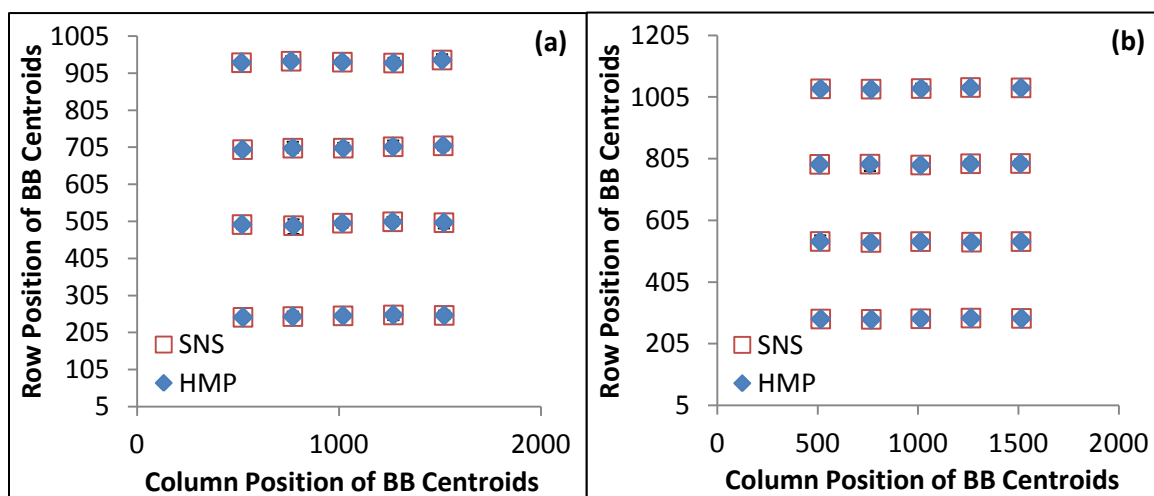 (a)
Row Position of BB Centroids
1005
905
805
705
605
505
405
305
205
105
5
SNS
HMP
0
1000
2000
Column Position of BB Centroids
(b)
Row Position of BB Centroids
1205
1005
805
605
405
205
5
SNS
HMP
0
500
1000
1500
2000
Column Position of BB Centroids